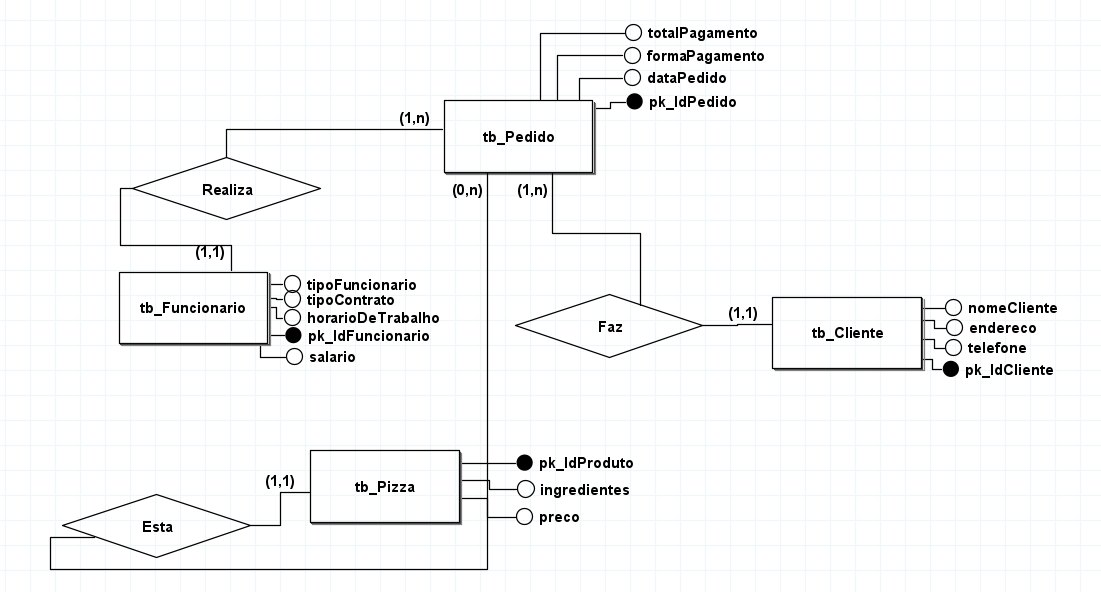 totalPagamento
formaPagamento
dataPedido
pk_IdPedido
(1,n)
tb_Pedido
Realiza
(0,n)
(1,n)
(1,1)
tb_Funcionario
tipoFuncionario
tipoContrato
horarioDeTrabalho
pk_IdFuncionario
salario
Faz
(1,1)
tb_Cliente
nomeCliente
endereco
telefone
pk_IdCliente
(1,1)
tb_Pizza
pk_IdProduto
ingredientes
preco
Esta